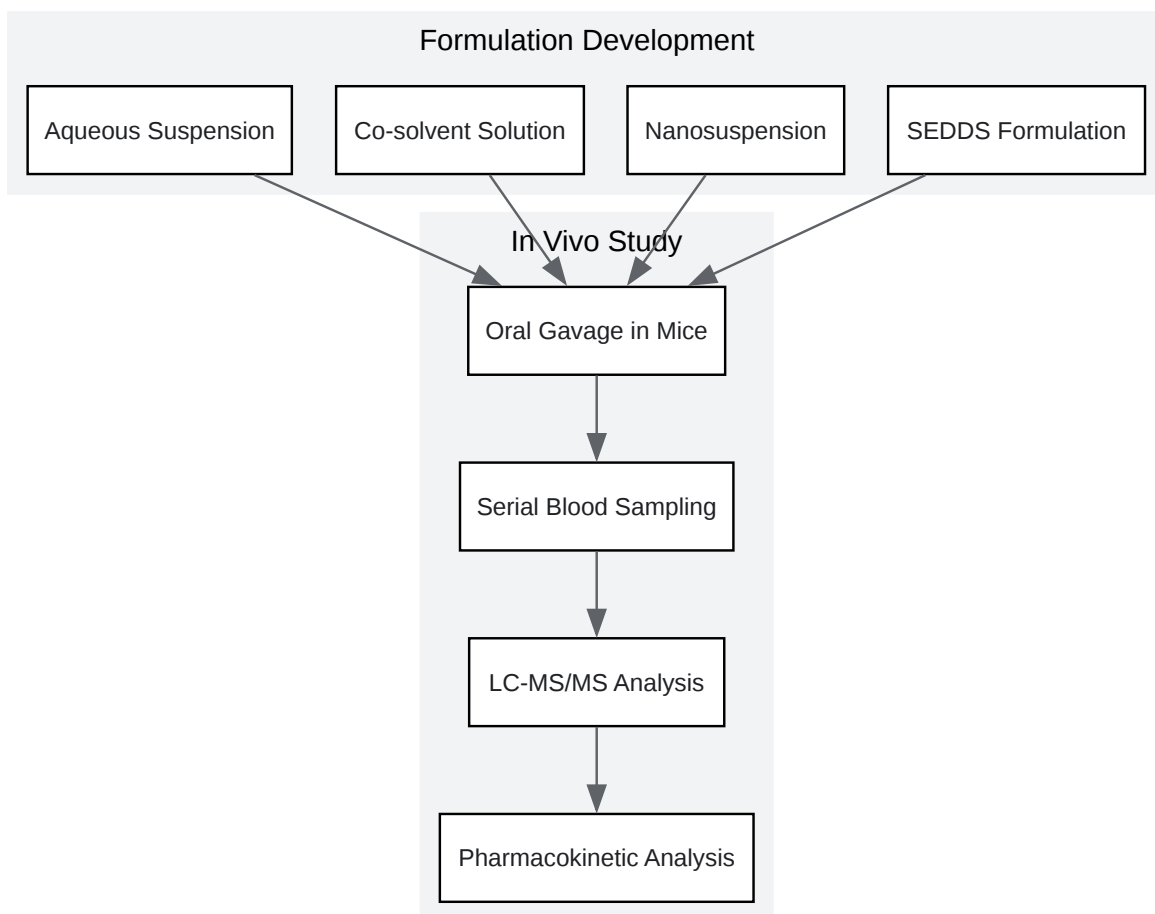 Formulation Development
Aqueous Suspension
Co-solvent Solution
Nanosuspension
SEDDS Formulation
In Vivo Study
Oral Gavage in Mice
Serial Blood Sampling
LC-MS/MS Analysis
Pharmacokinetic Analysis